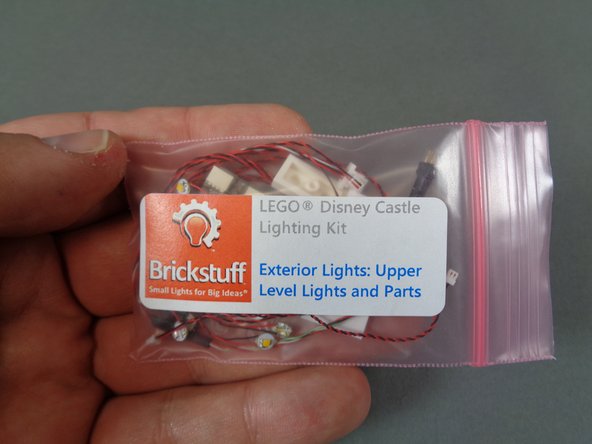 LEGO® Disney Castle
Lighting Kit
Exterior Lights: Upper
Level Lights and Parts
Brickstuff
Small Lights for Big Ideas®